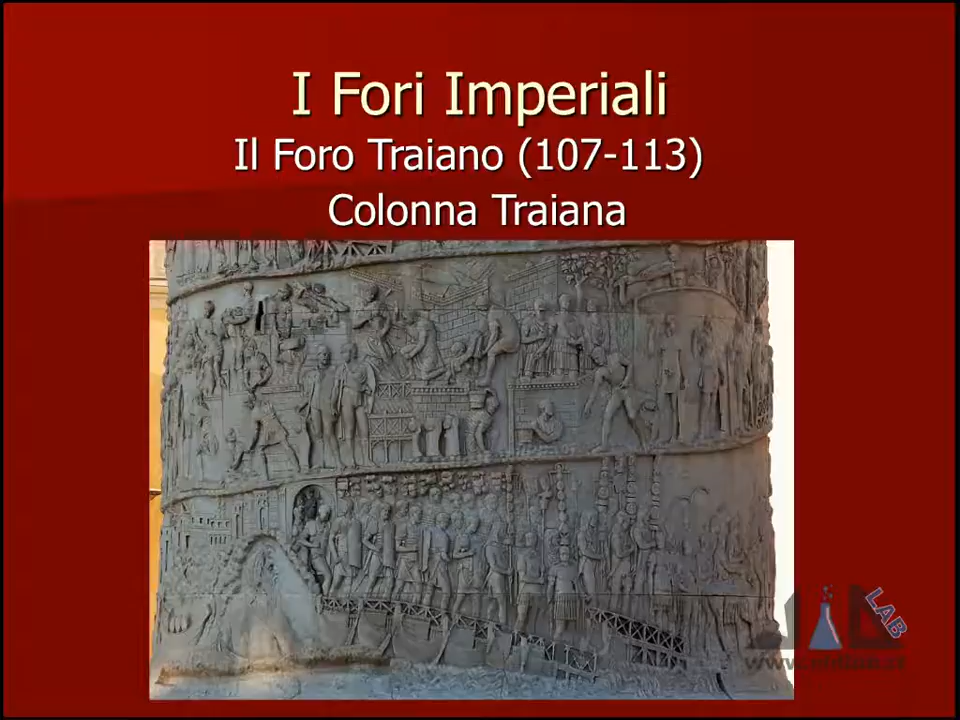 I Fori Imperiali
Il Foro Traiano (107-113)
Colonna Traiana
LAB